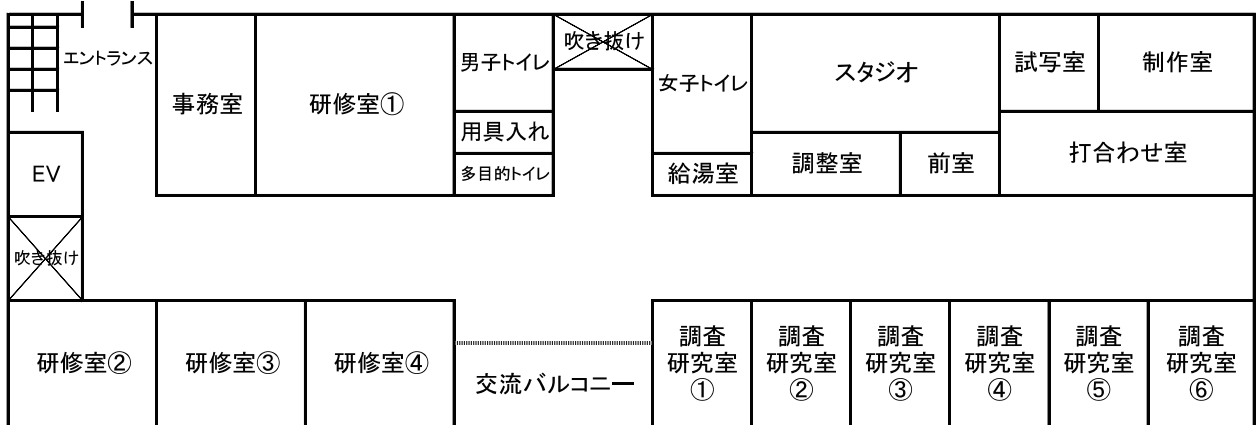 エントランス
事務室
研修室①
男子トイレ
用具入れ
多目的トイレ
吹き抜け
女子トイレ
給湯室
スタジオ
調整室
前室
試写室
制作室
打合わせ室
EV
吹き抜け
研修室②
研修室③
研修室④
交流バルコニー
調査
研究室
①
調査
研究室
②
調査
研究室
③
調査
研究室
④
調査
研究室
⑤
調査
研究室
⑥